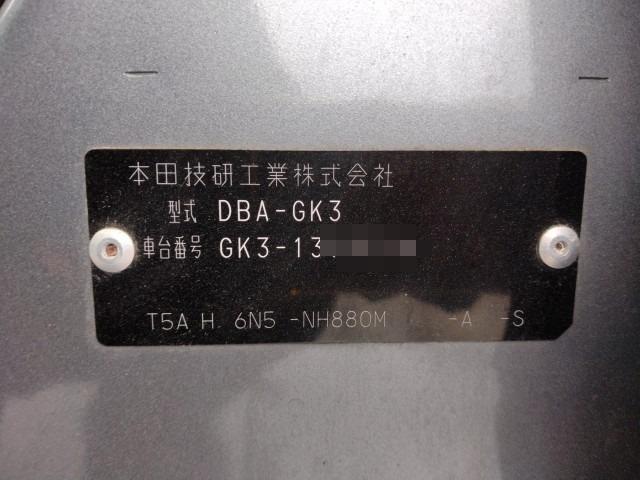 本田技研工業株式会社
型式 DBA-GK3
車台番号 GK3-13
T5A H 6N5 -NH880M -A -S